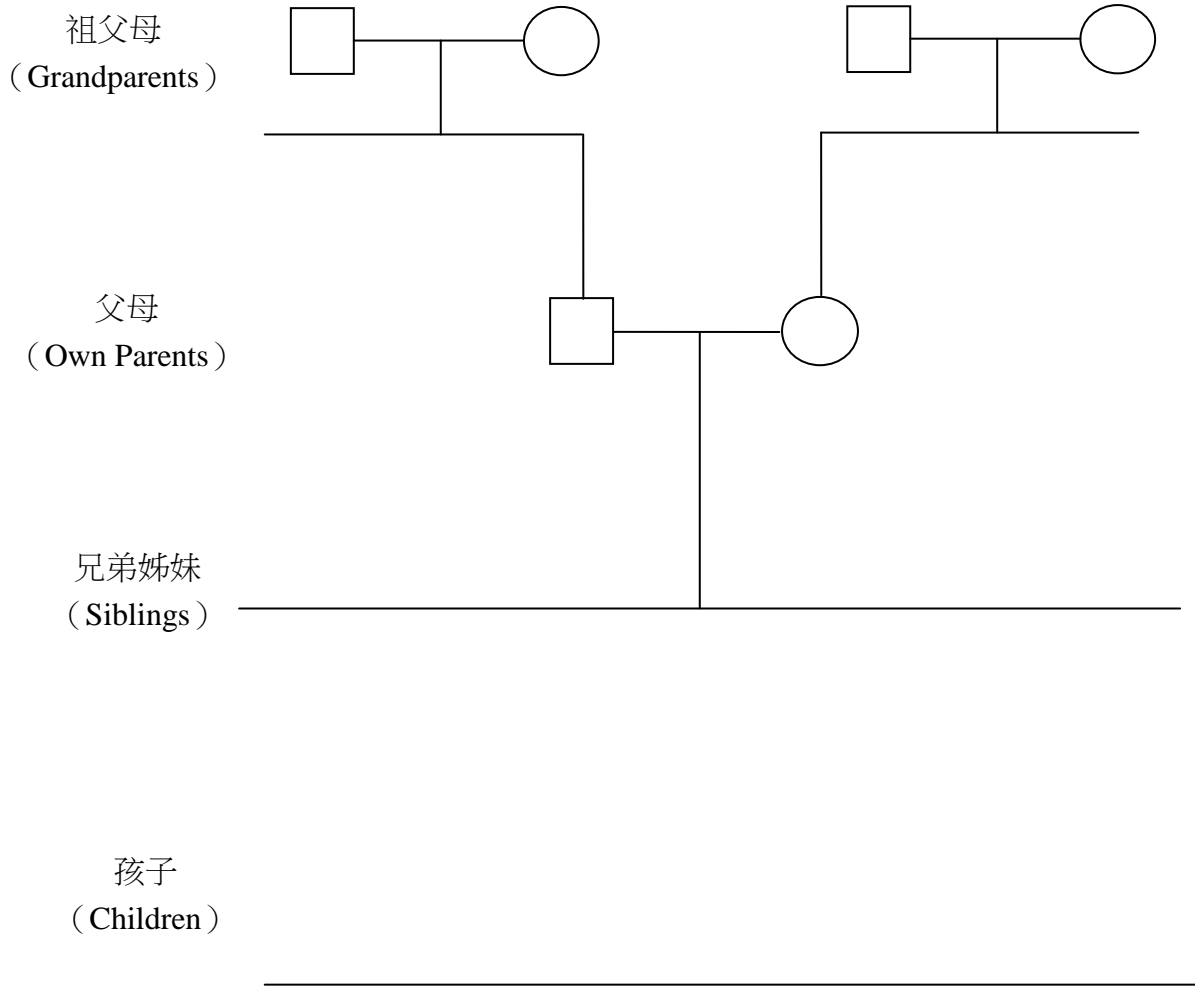 祖父母
（Grandparents）
父母
（Own Parents）
兄弟姊妹
（Siblings）
孩子
（Children）